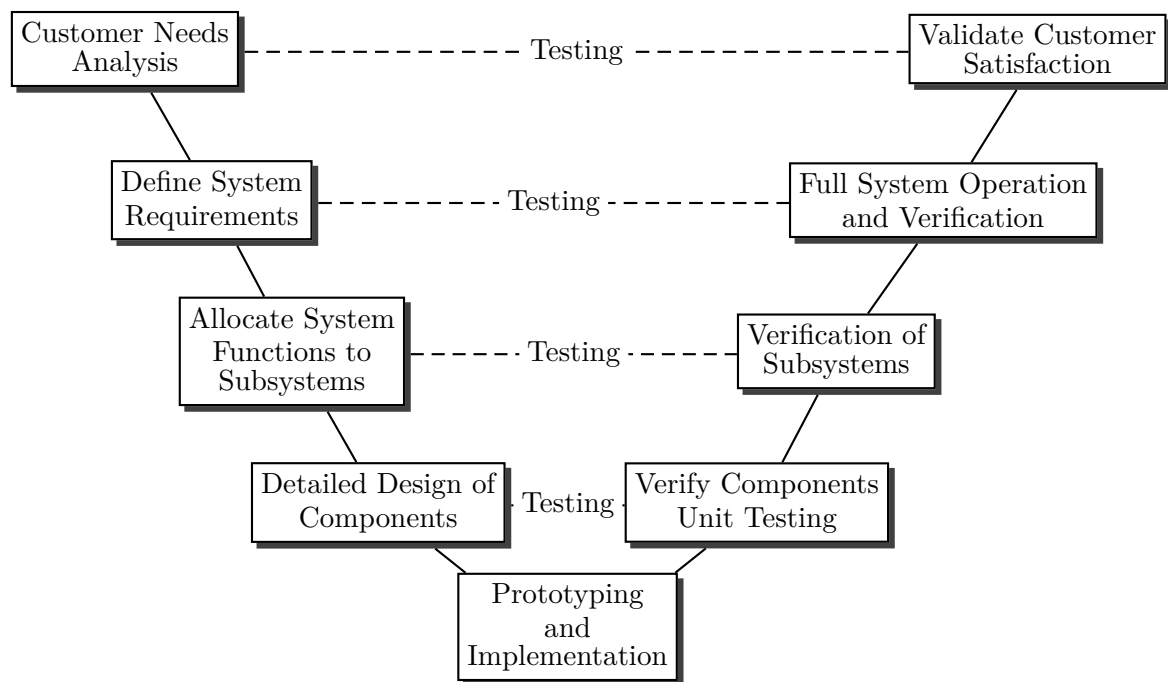 Customer Needs
Analysis
Testing
Validate Customer
Satisfaction
Define System
Requirements
Testing
Full System Operation
and Verification
Allocate System
Functions to
Subsystems
Testing
Verification of
Subsystems
Detailed Design of
Components
Testing
Verify Components
Unit Testing
Prototyping
and
Implementation